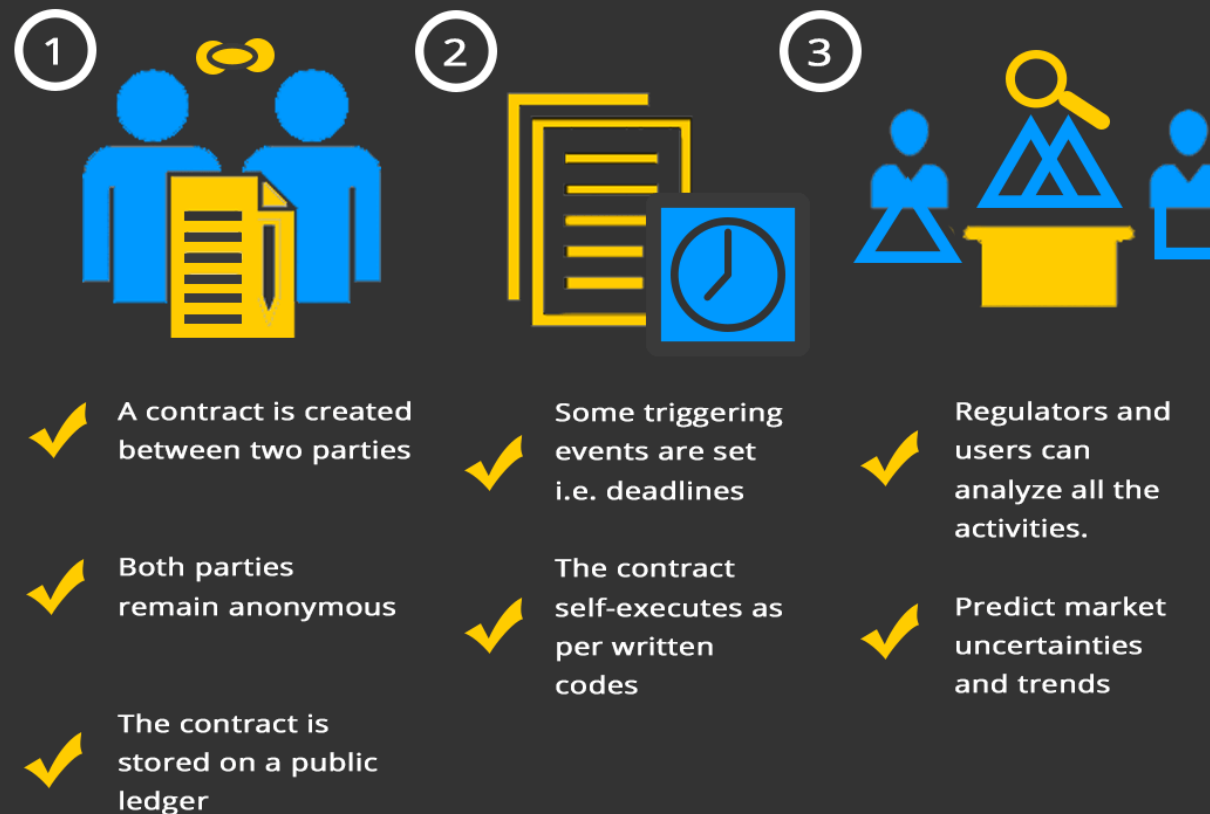 1
A contract is created
between two parties
Both parties
remain anonymous
The contract is
stored on a public
ledger
2
Some triggering
events are set
i.e. deadlines
The contract
self-executes as
per written
codes
3
Regulators and
users can
analyze all the
activities.
Predict market
uncertainties
and trends